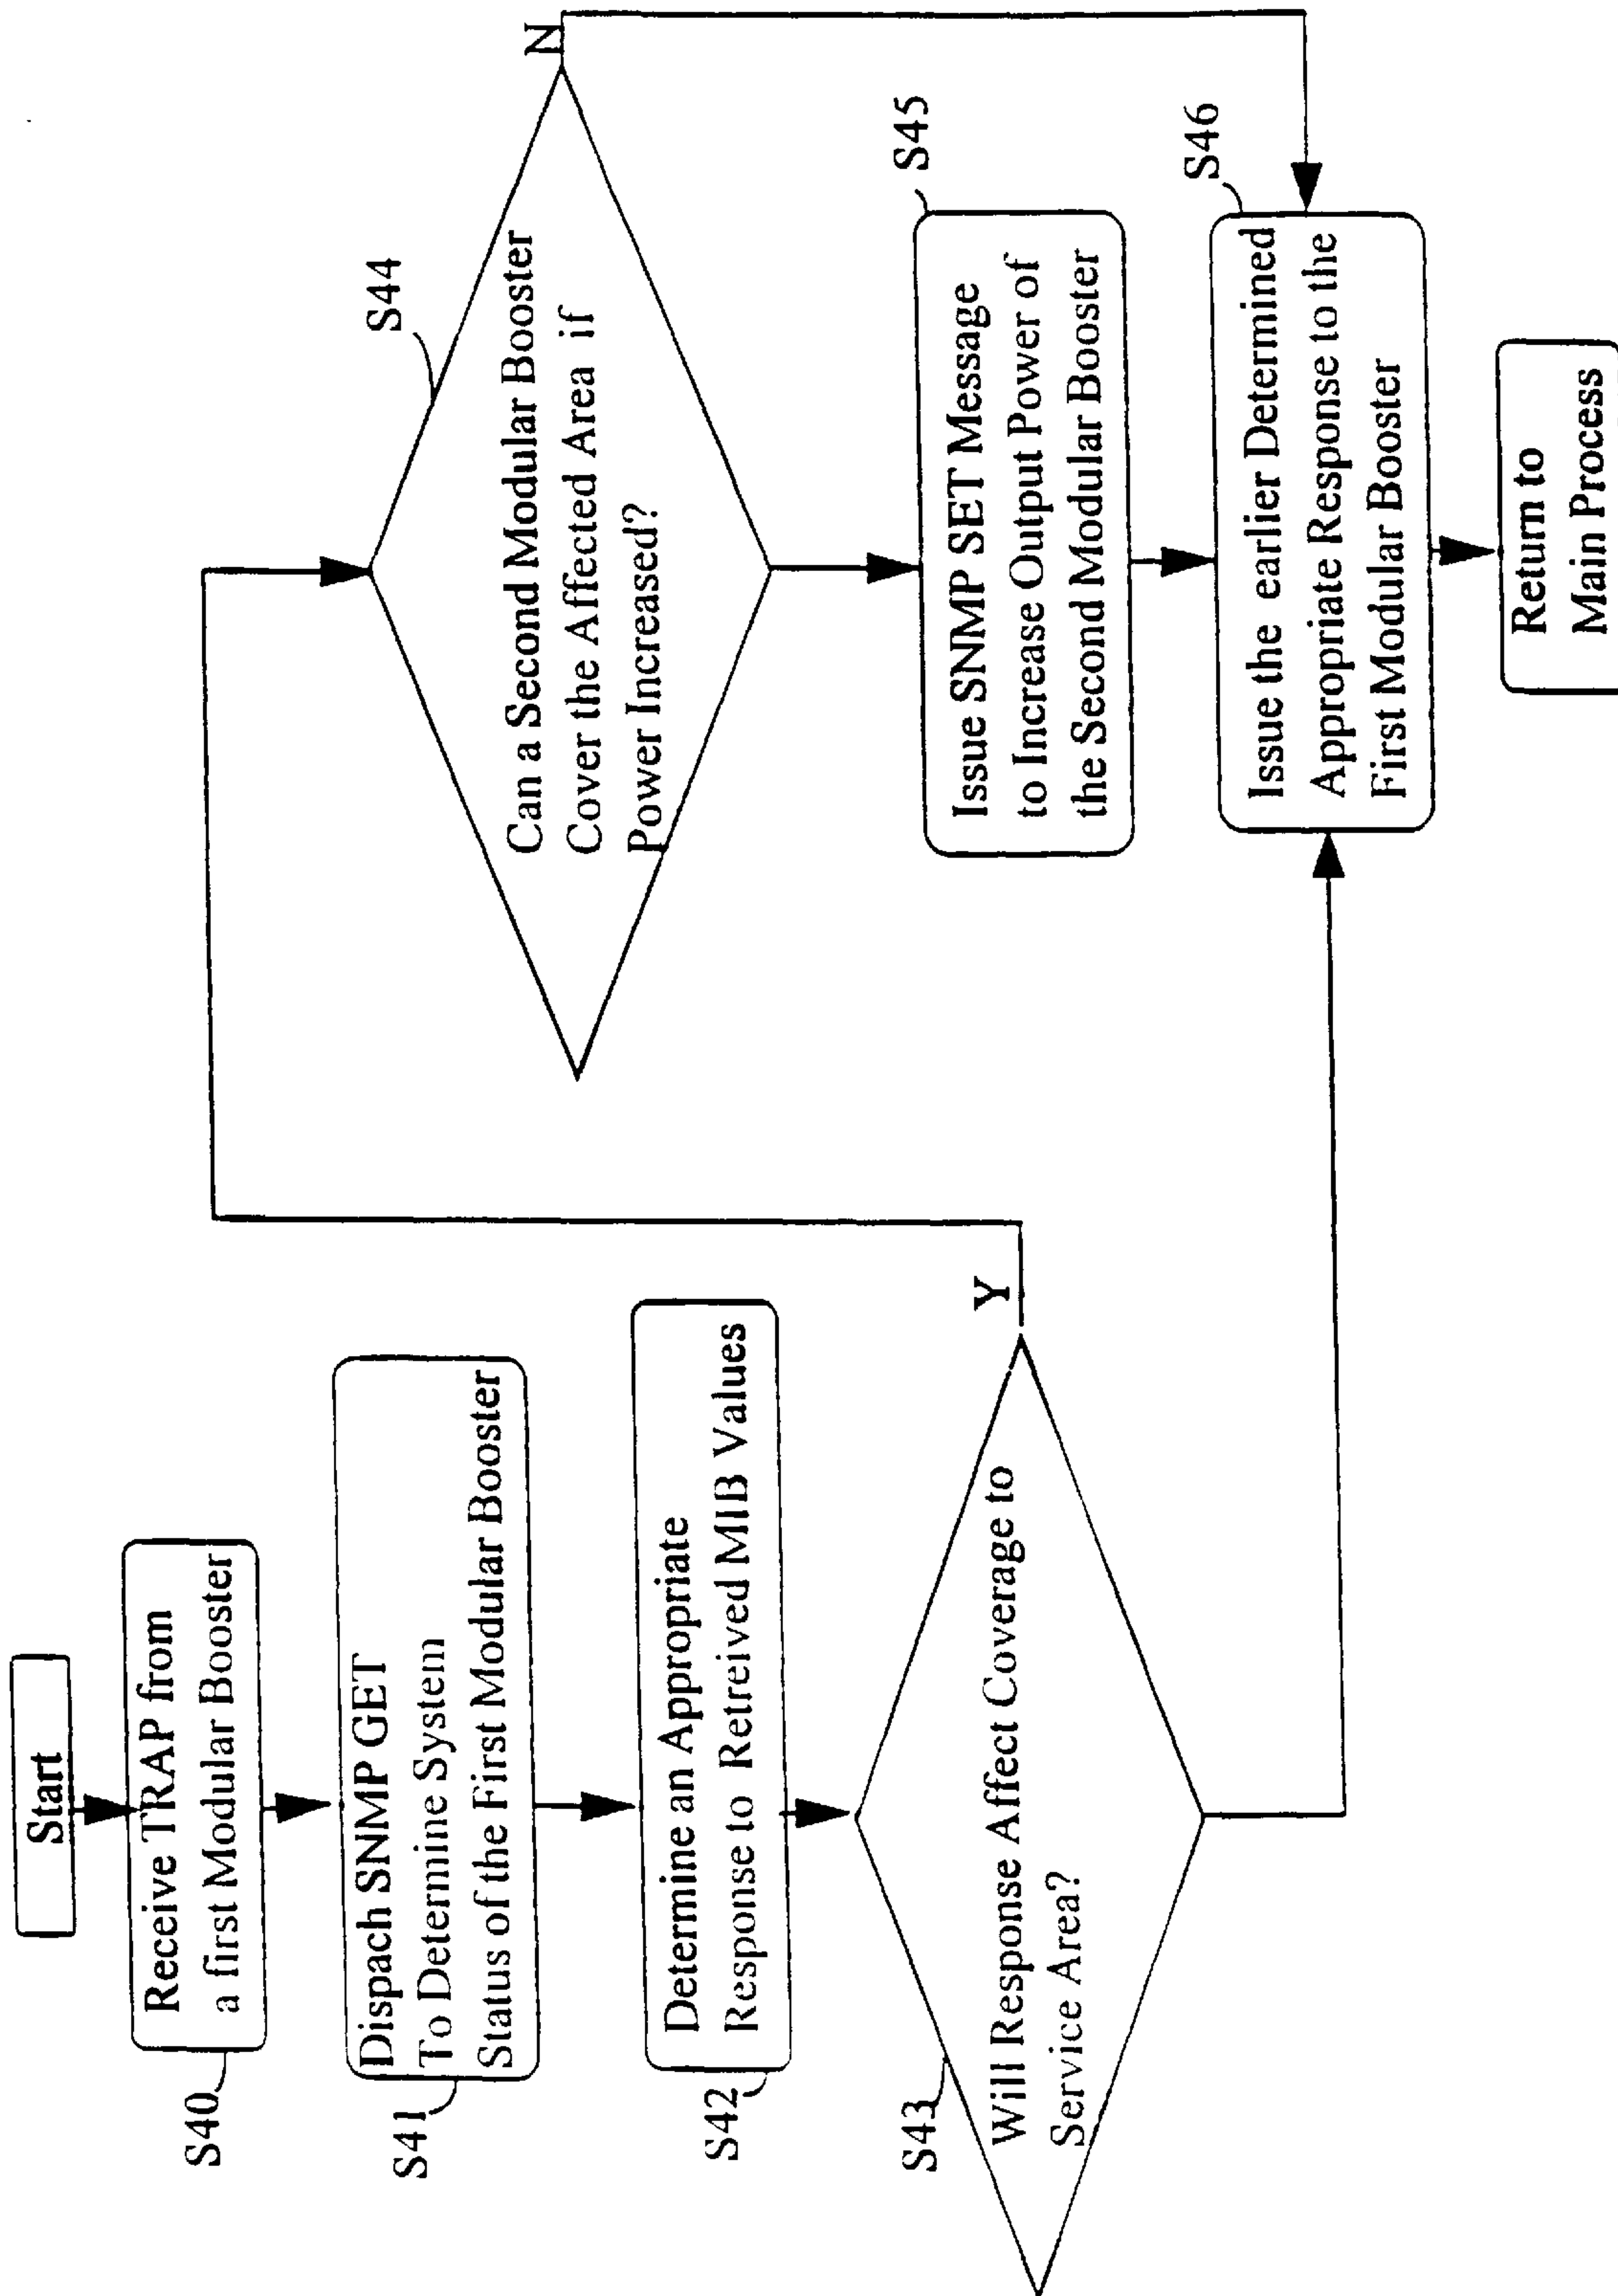 Start
S40
Receive TRAP from
a first Modular Booster
S41
Dispach SNMP GET
To Determine System
Status of the First Modular Booster
S42
Determine an Appropriate
Response to Retreived MIB Values
S43
Will Response Affect Coverage to
Service Area?
Y
S44
Can a Second Modular Booster
Cover the Affected Area if
Power Increased?
N
S45
Issue SNMP SET Message
to Increase Output Power of
the Second Modular Booster
S46
Issue the earlier Determined
Appropriate Response to the
First Modular Booster
Return to
Main Process